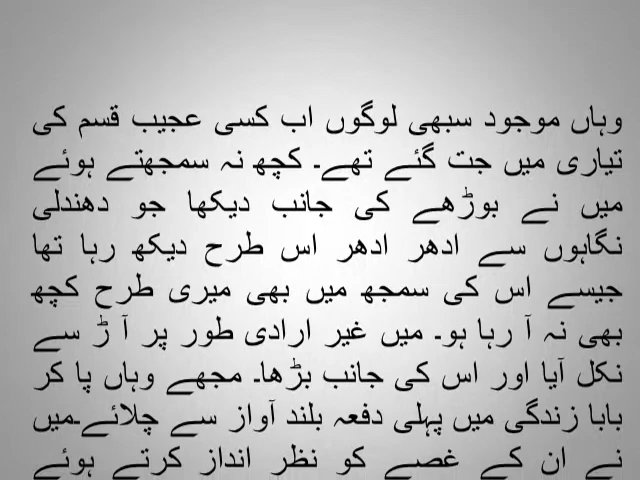 وہاں موجود سبھی لوگوں اب کسی عجیب قسم کی
تیاری میں جت گئے تھے۔ کچھ نہ سمجھتے ہوئے
میں نے بوڑھے کی جانب دیکھا جو دھندلی
نگاہوں سے ادھر ادھر اس طرح دیکھ رہا تھا
جیسے اس کی سمجھ میں بھی میری طرح کچھ
بھی نہ آ رہا ہو۔ میں غیر ارادی طور پر آ ڑ سے
نکل آیا اور اس کی جانب بڑھا۔ مجھے وہاں پا کر
بابا زندگی میں پہلی دفعہ بلند آواز سے چلائے۔میں
نے ان کے غصے کو نظر انداز کرتے ہوئے